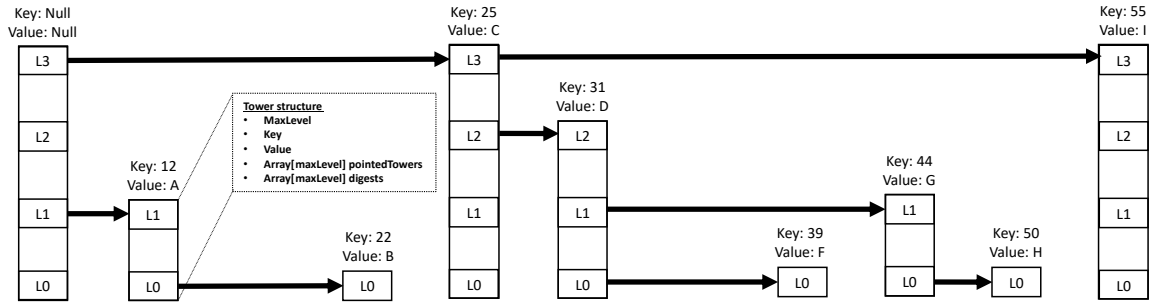 Key: Null
Value: Null
Key: 25
Value: C
Key: 55
Value: I
L3
L3
L3
Key: 31
Value: D
Tower structure
• MaxLevel
• Key
• Value
• Array[maxLevel] pointedTowers
• Array[maxLevel] digests
L2
L2
L2
L2
Key: 12
Value: A
Key: 44
Value: G
L1
L1
L1
L1
L1
L1
Key: 22
Value: B
Key: 39
Value: F
Key: 50
Value: H
L0
L0
L0
L0
L0
L0
L0
L0
L0